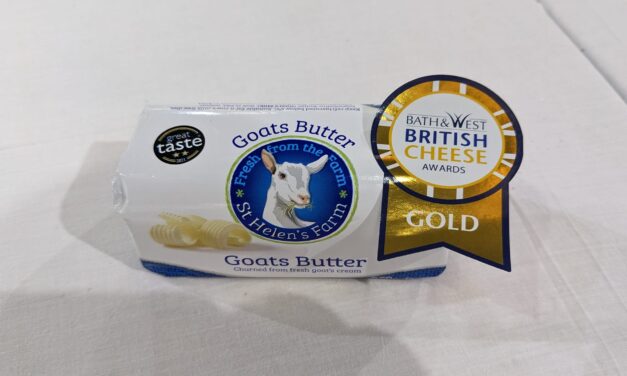 great
taste
Goats Butter
Fresh from the Farm
St Helen's Farm
Goats Butter
Churned from fresh goat's cream
BATH & WEST
BRITISH
CHEESE
AWARDS
GOLD